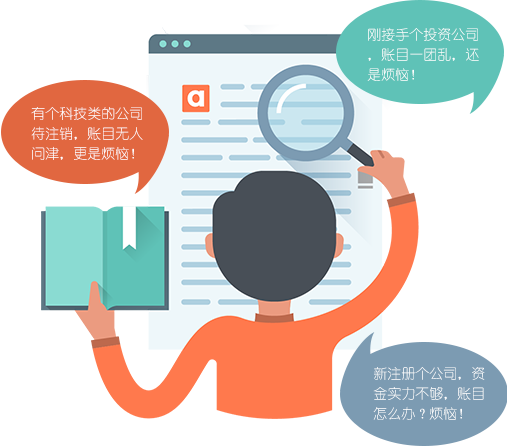 刚接手个投资公司
，账目一团乱，还
是烦恼！
有个科技类的公司
待注销，账目无人
问津，更是烦恼！
a
新注册个公司，资
金实力不够，账目
怎么办？烦恼！